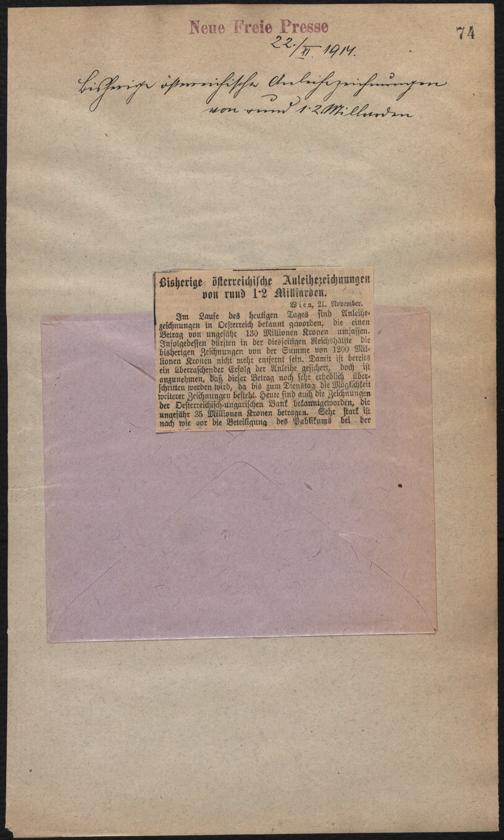 Neue Freie Presse
74
22./XI 1914.
Bisherige österreichische Anleihezeichnungen
von rund 1·2 Milliarden
Bisherige österreichische Anleihezeichnungen
von rund 1·2 Milliarden.
Wien, 21. November.
Im Laufe des heutigen Tages sind Anleihe-
zeichnungen in Oesterreich bekannt geworden, die einen
Betrag von ungefähr 130 Millionen Kronen umfassen.
Infolgedessen dürften in der diesseitigen Reichshälfte die
bisherigen Zeichnungen von der Summe von 1200 Mil-
lionen Kronen nicht mehr entfernt sein. Damit ist bereits
ein überraschender Erfolg der Anleihe gesichert, doch ist
anzunehmen, daß dieser Betrag noch sehr erheblich über-
schritten werden wird, da bis zum Dienstag die Möglichkeit
weiterer Zeichnungen besteht. Heute sind auch die Zeichnungen
der Oesterreichisch-ungarischen Bank bekanntgeworden, die
ungefähr 35 Millionen Kronen betragen. Sehr stark ist
nach wie vor die Beteiligung des Publikums bei der